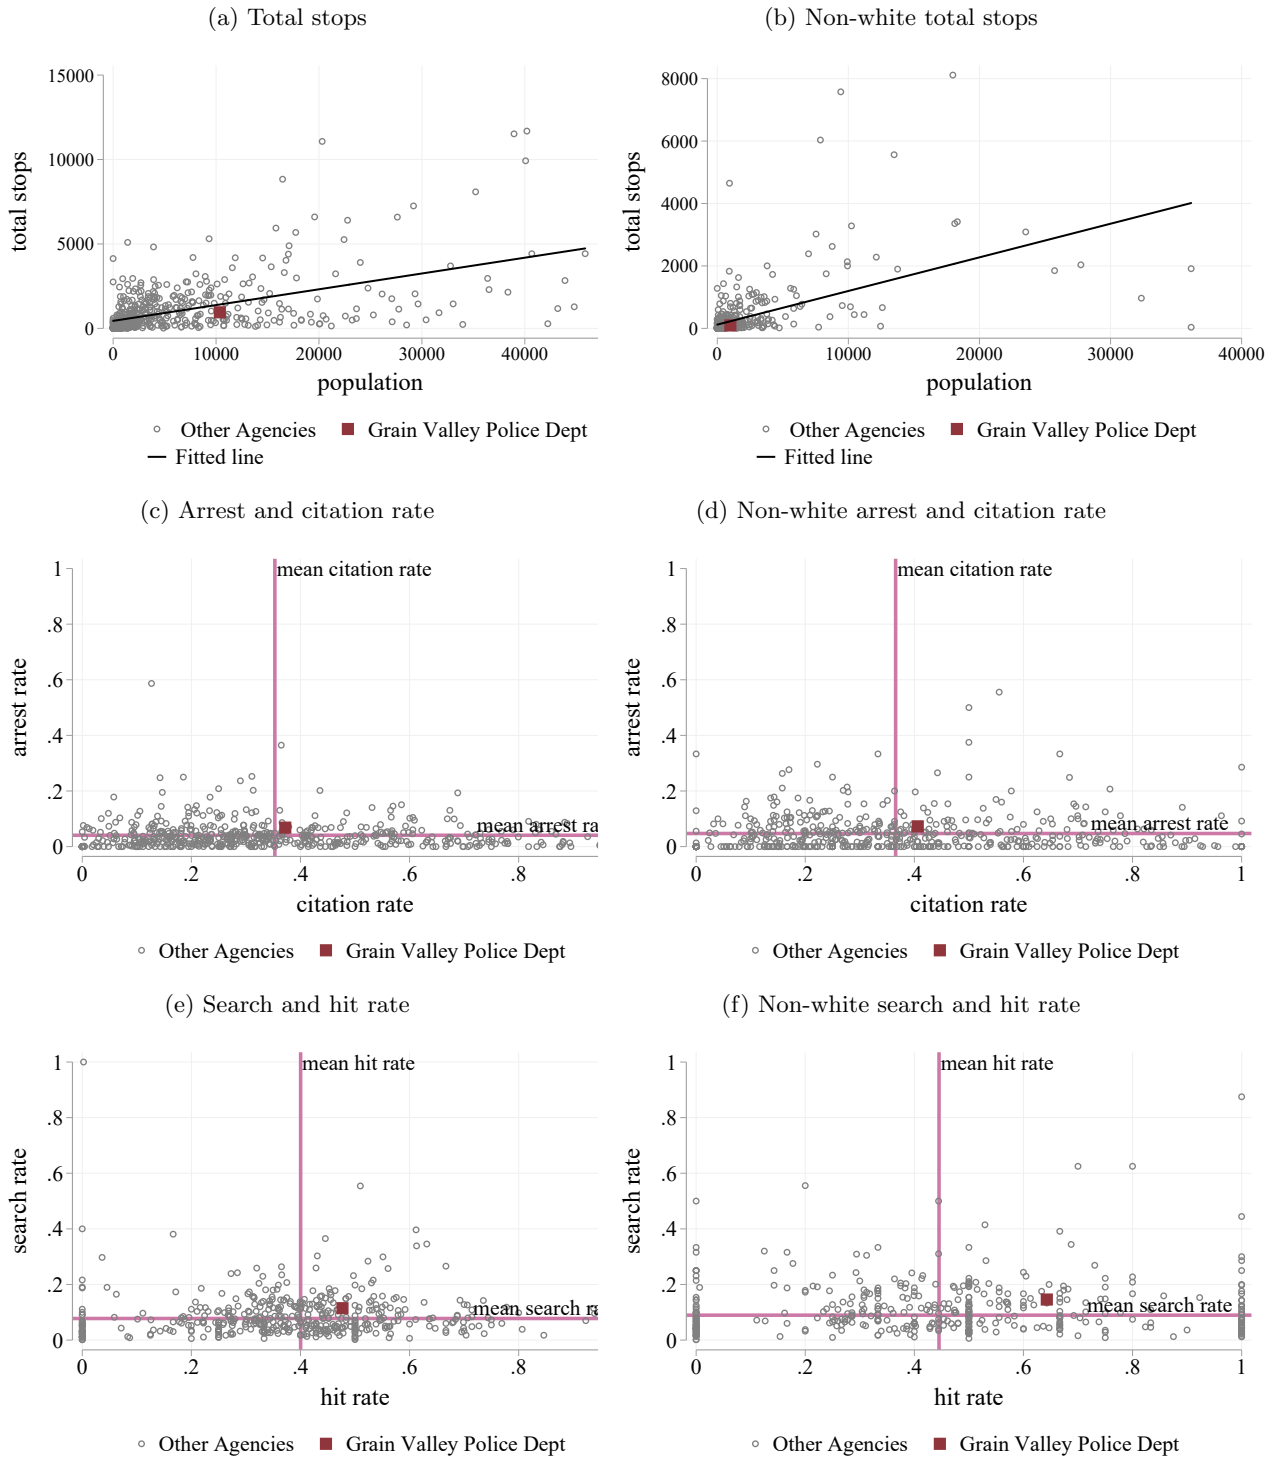 (a) Total stops
(b) Non-white total stops
15000
10000
5000
0
total stops
0 10000 20000 30000 40000
population
Other Agencies Grain Valley Police Dept
Fitted line
8000
6000
4000
2000
0
total stops
0 10000 20000 30000 40000
population
Other Agencies Grain Valley Police Dept
Fitted line
(c) Arrest and citation rate
(d) Non-white arrest and citation rate
mean citation rate
1
.8
.6
.4
.2
0
arrest rate
mean arrest ra
0 .2 .4 .6 .8
citation rate
Other Agencies Grain Valley Police Dept
mean citation rate
1
.8
.6
.4
.2
0
arrest rate
mean arrest rate
0 .2 .4 .6 .8 1
citation rate
Other Agencies Grain Valley Police Dept
(e) Search and hit rate
(f) Non-white search and hit rate
mean hit rate
1
.8
.6
.4
.2
0
search rate
mean search ra
0 .2 .4 .6 .8
hit rate
Other Agencies Grain Valley Police Dept
mean hit rate
1
.8
.6
.4
.2
0
search rate
mean search rate
0 .2 .4 .6 .8 1
hit rate
Other Agencies Grain Valley Police Dept